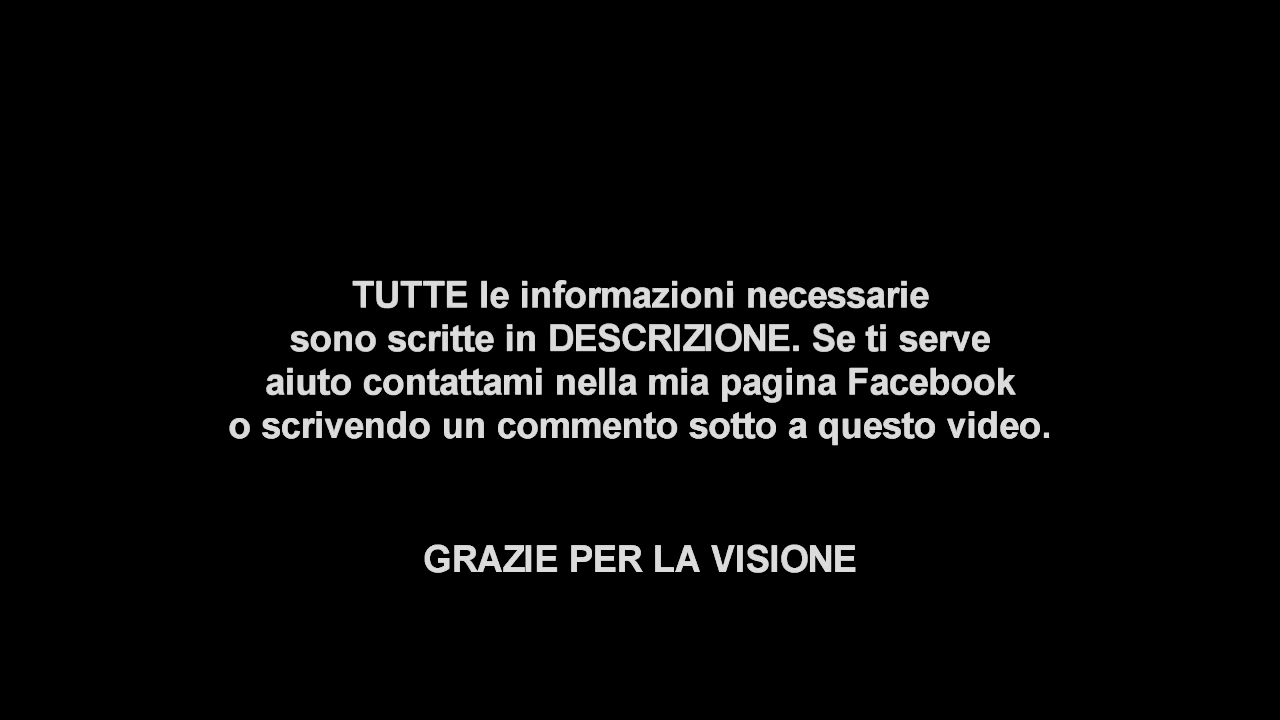 TUTTE le informazioni necessarie
sono scritte in DESCRIZIONE. Se ti serve
aiuto contattami nella mia pagina Facebook
o scrivendo un commento sotto a questo video.
GRAZIE PER LA VISIONE